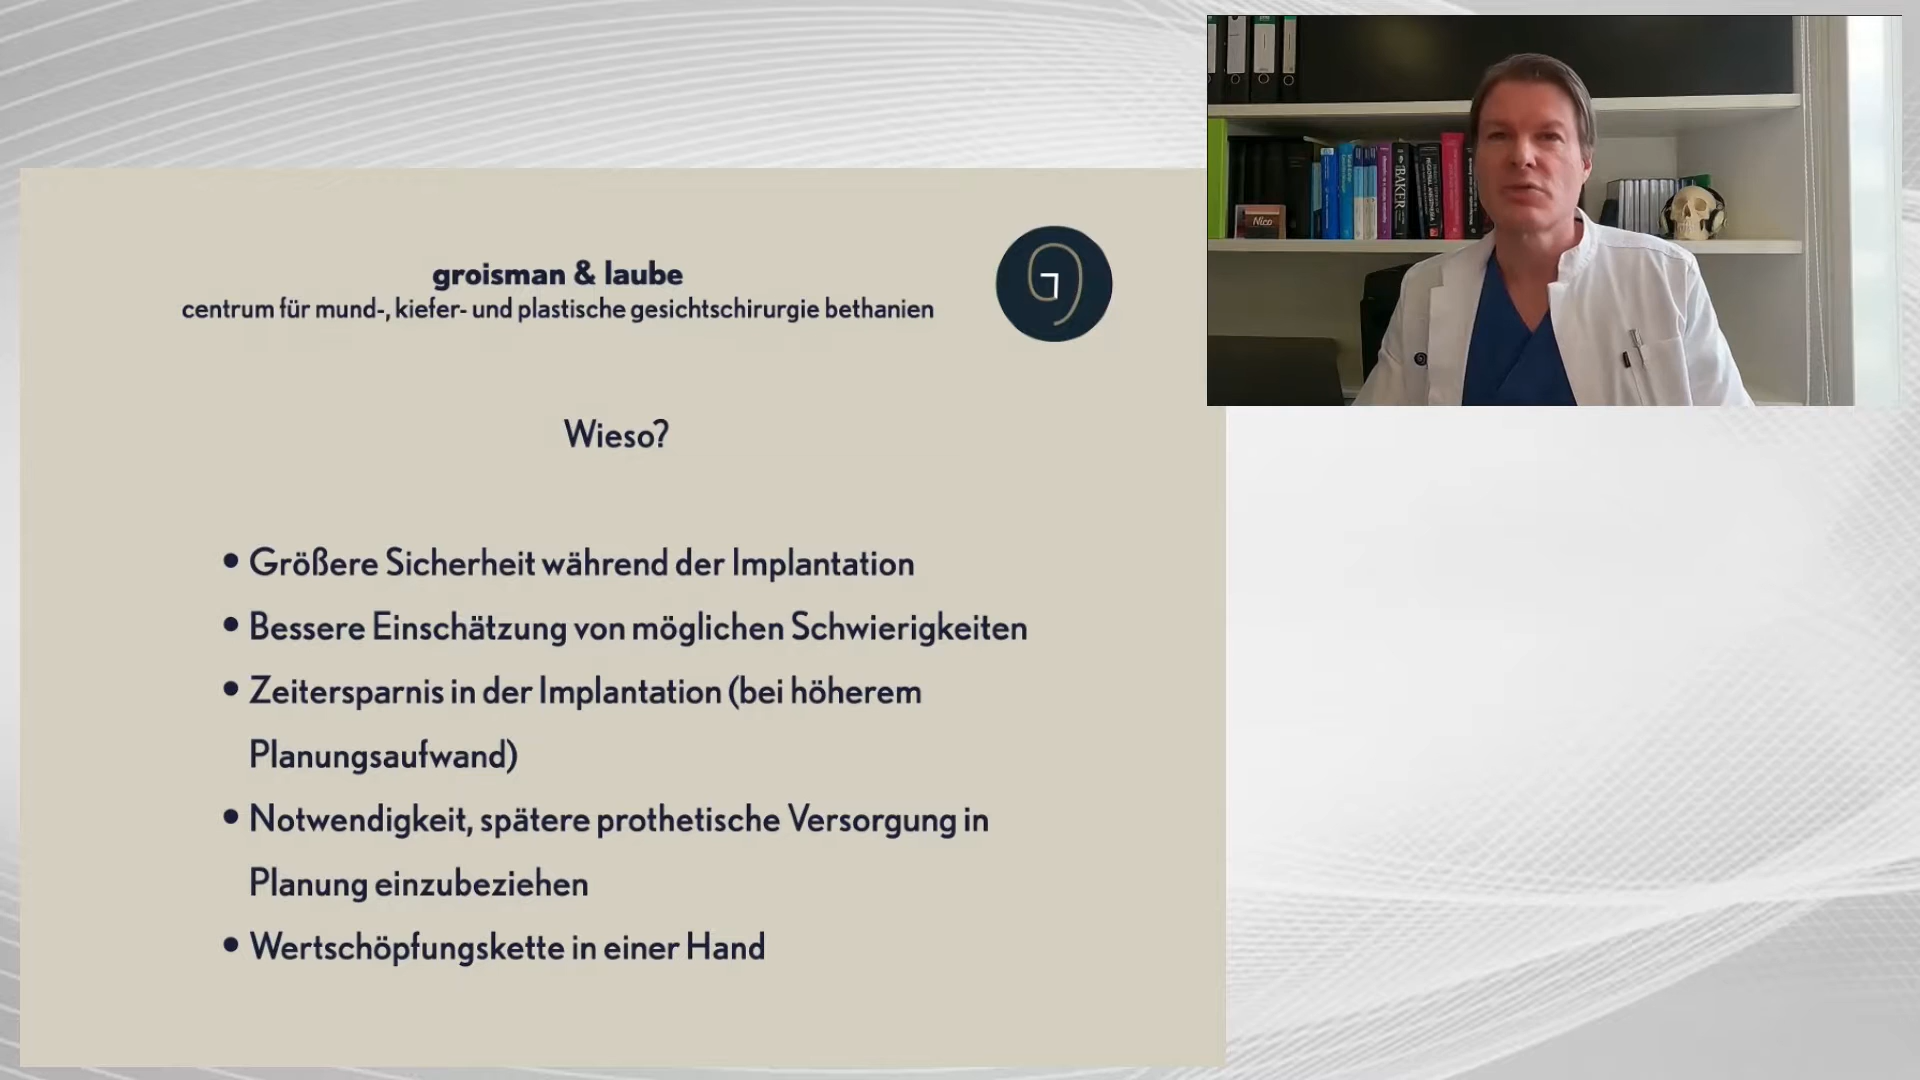 groisman & laube
centrum für mund-, kiefer- und plastische gesichtschirurgie bethanien
Wieso?
• Größere Sicherheit während der Implantation
• Bessere Einschätzung von möglichen Schwierigkeiten
• Zeitersparnis in der Implantation (bei höherem
Planungsaufwand)
• Notwendigkeit, spätere prothetische Versorgung in
Planung einzubeziehen
• Wertschöpfungskette in einer Hand
Nico
BAKER